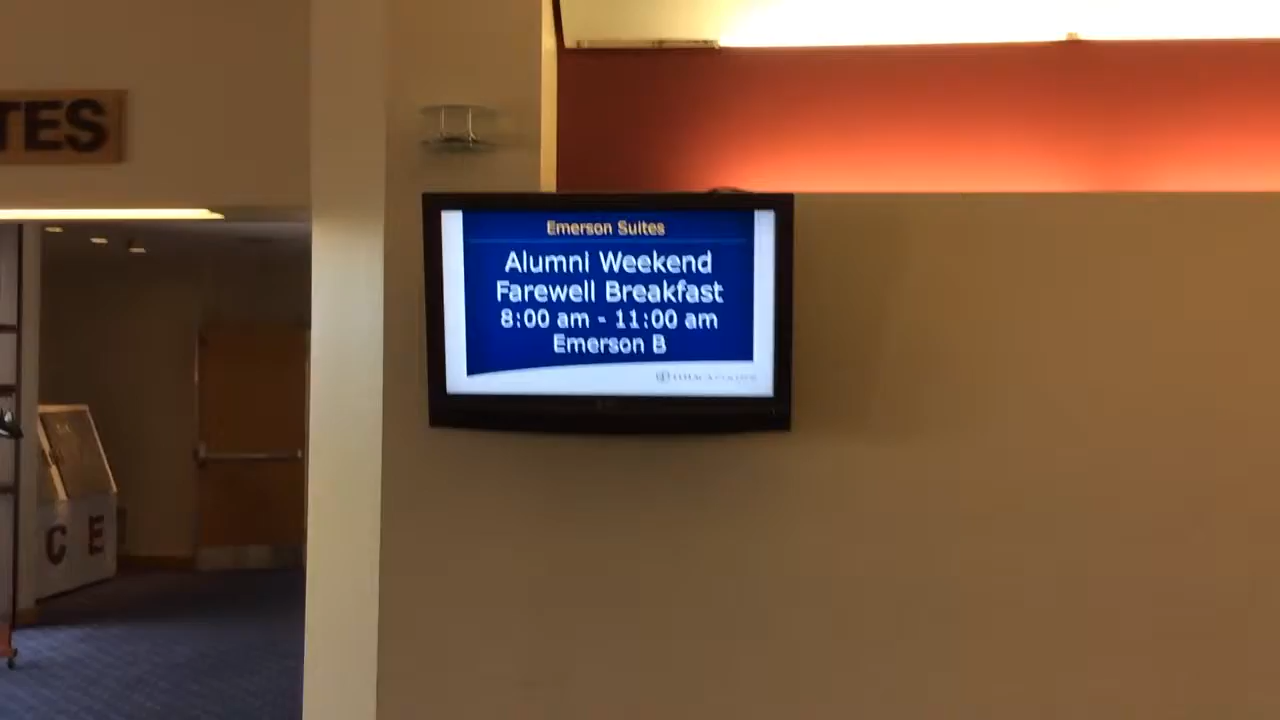 TES
Emerson Suites
Alumni Weekend
Farewell Breakfast
8:00 am - 11:00 am
Emerson B
C E